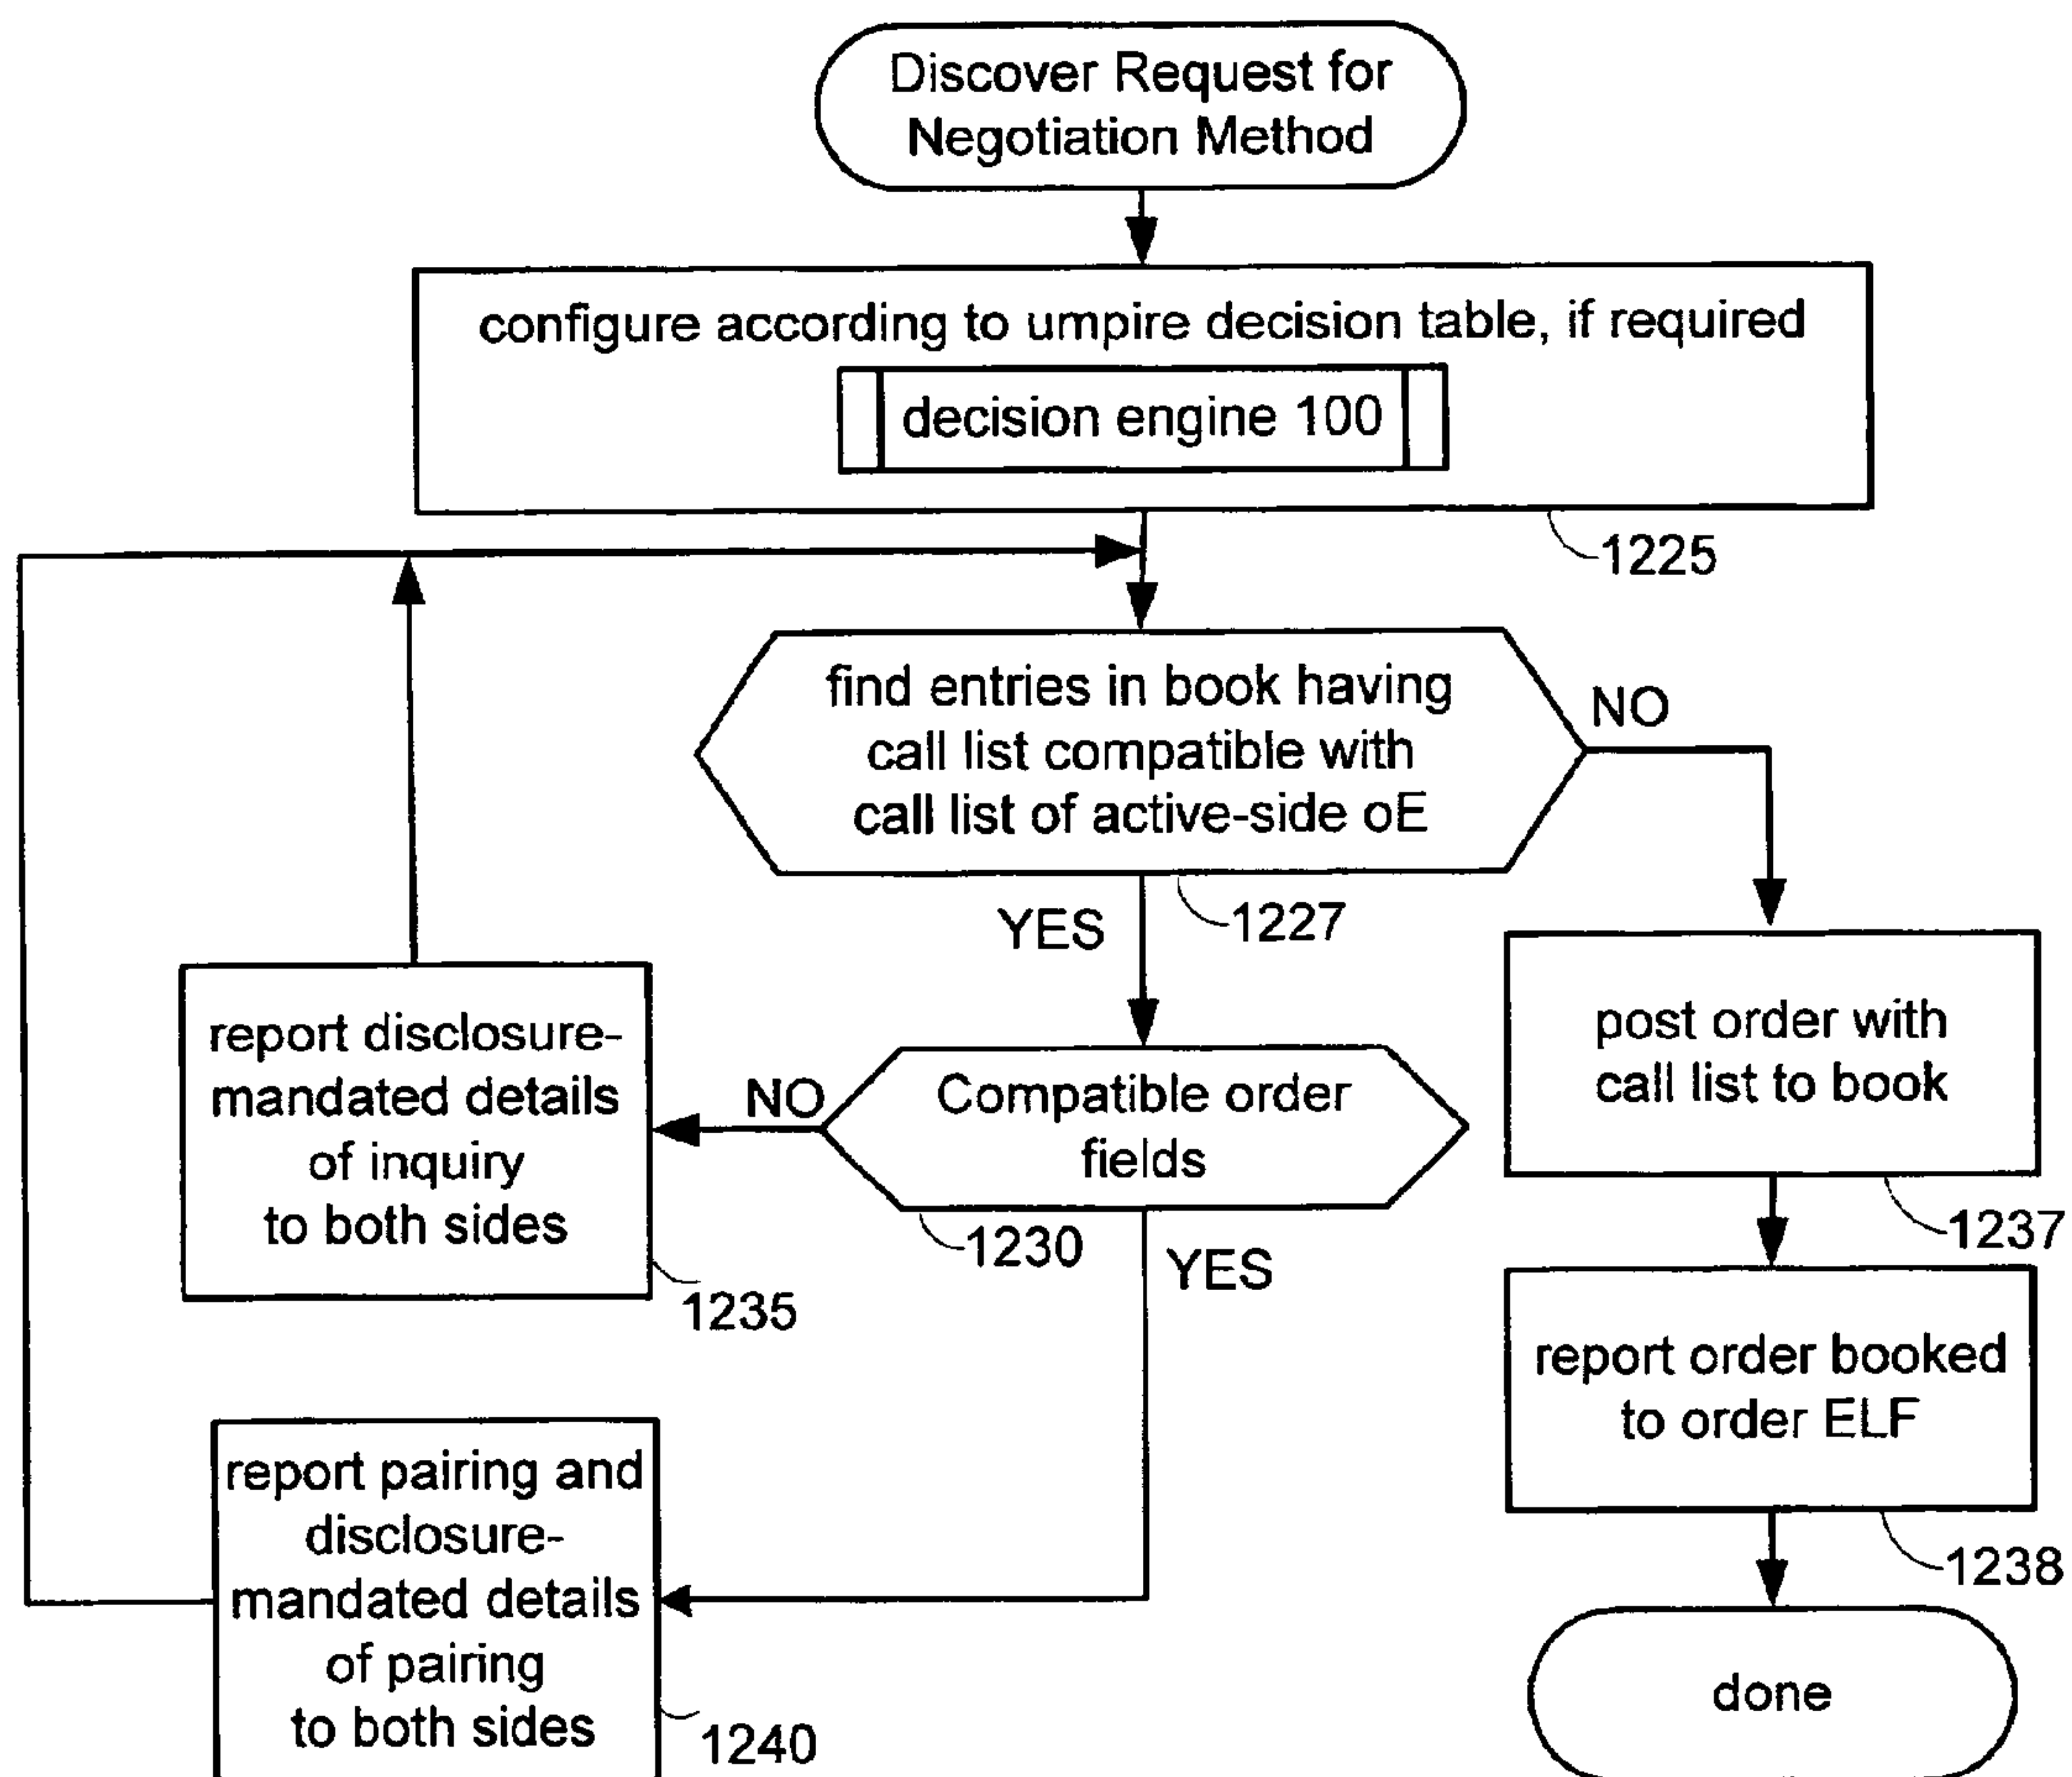 Discover Request for
Negotiation Method
configure according to umpire decision table, if required
decision engine 100
1225
find entries in book having
call list compatible with
call list of active-side oE
NO
YES
1227
Compatible order
fields
NO
1230
YES
report disclosure-
mandated details
of inquiry
to both sides
1235
post order with
call list to book
1237
report order booked
to order ELF
1238
report pairing and
disclosure-
mandated details
of pairing
to both sides
1240
done